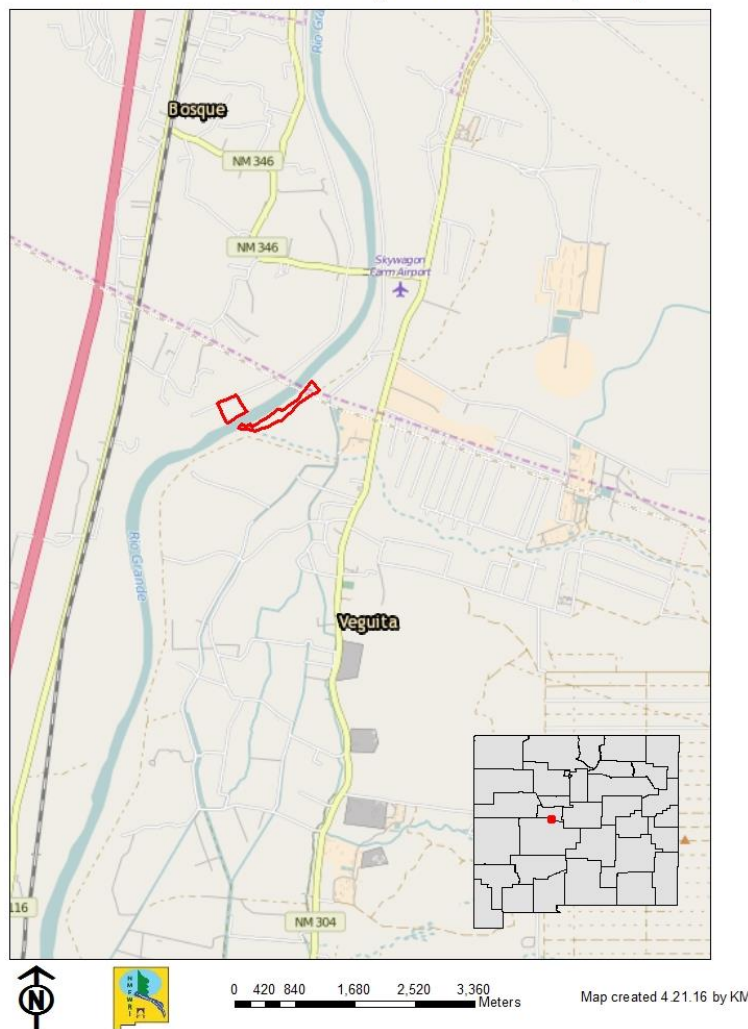 Rio Grande
Bosque
NM 346
NM 346
Skywagon
Farm Airport
Rio Grande
Veguita
116
NM 304
N
NMFWRI
0 420 840 1,680 2,520 3,360
Meters
Map created 4.21.16 by KM